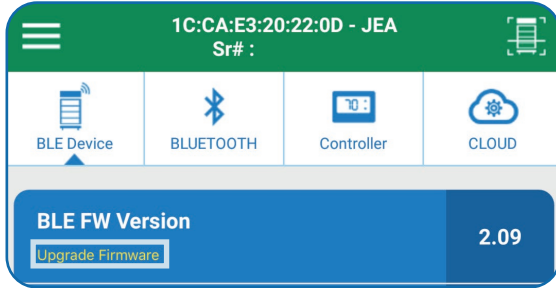 1C:CA:E3:20:22:0D - JEA
Sr# :
BLE Device
BLUETOOTH
70 :
Controller
CLOUD
BLE FW Version
2.09
Upgrade Firmware